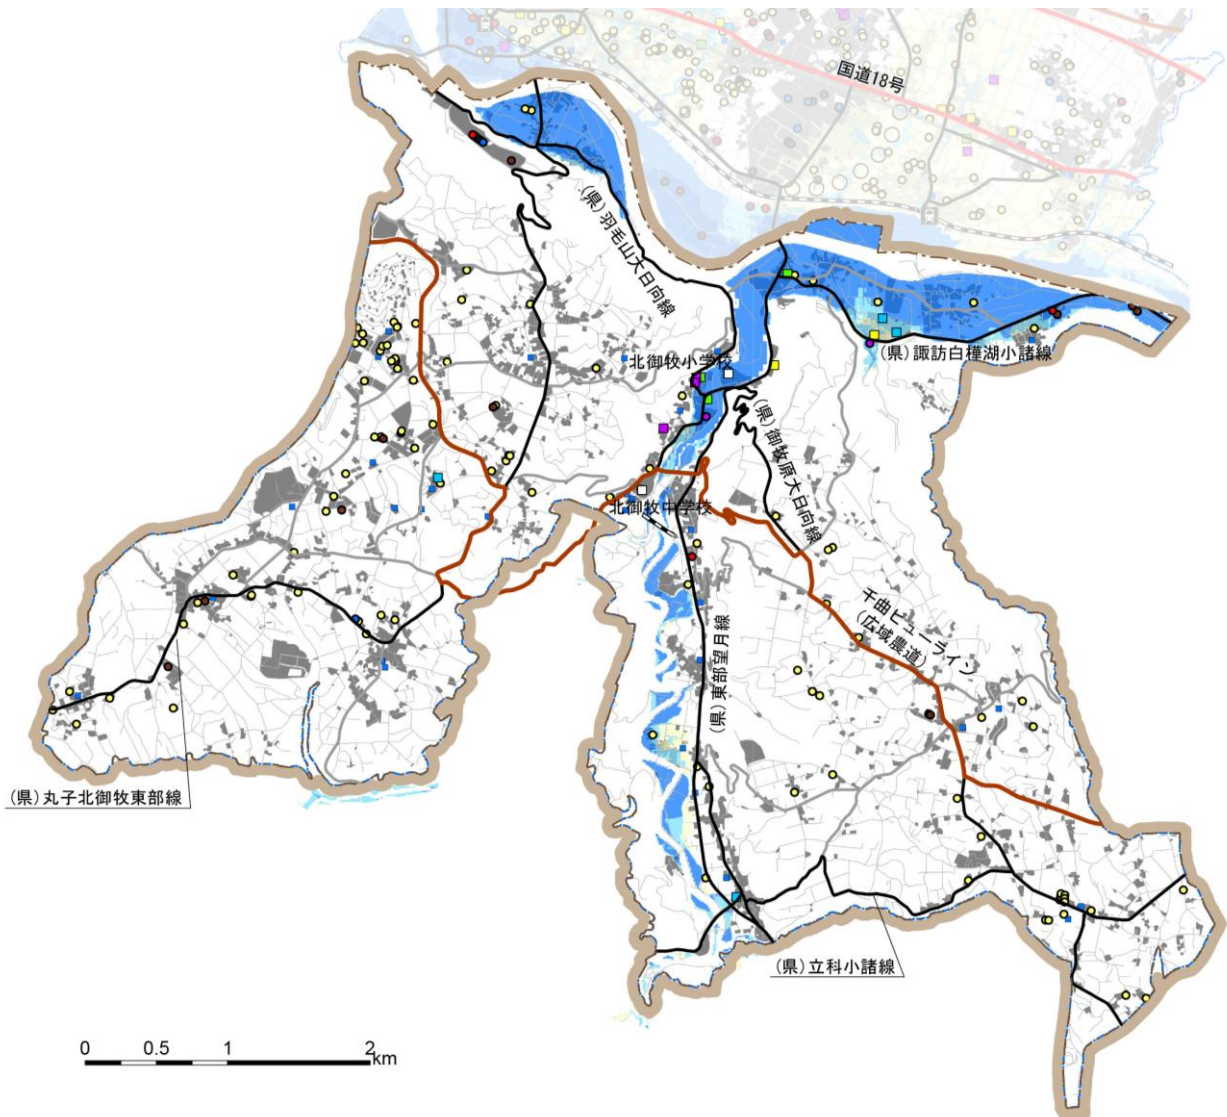 国道18号
(県)羽毛山大日向線
(県)諏訪白樺湖小諸線
北御牧小学校
(県)御牧原大日向線
北御牧中学校
千曲ビューライン
(広域農道)
(県)東部望月線
(県)丸子北御牧東部線
(県)立科小諸線
0 0.5 1 2
km